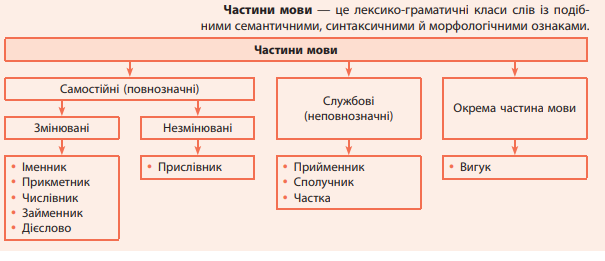 Частини мови — це лексико-граматичні класи слів із подіб-
ними семантичними, синтаксичними й морфологічними ознаками.
Частини мови
Самостійні (повнозначні)
Змінювані
• Іменник
• Прикметник
• Числівник
• Займенник
• Дієслово
Незмінювані
• Прислівник
Службові
(неповнозначні)
• Прийменник
• Сполучник
• Частка
Окрема частина мови
• Вигук